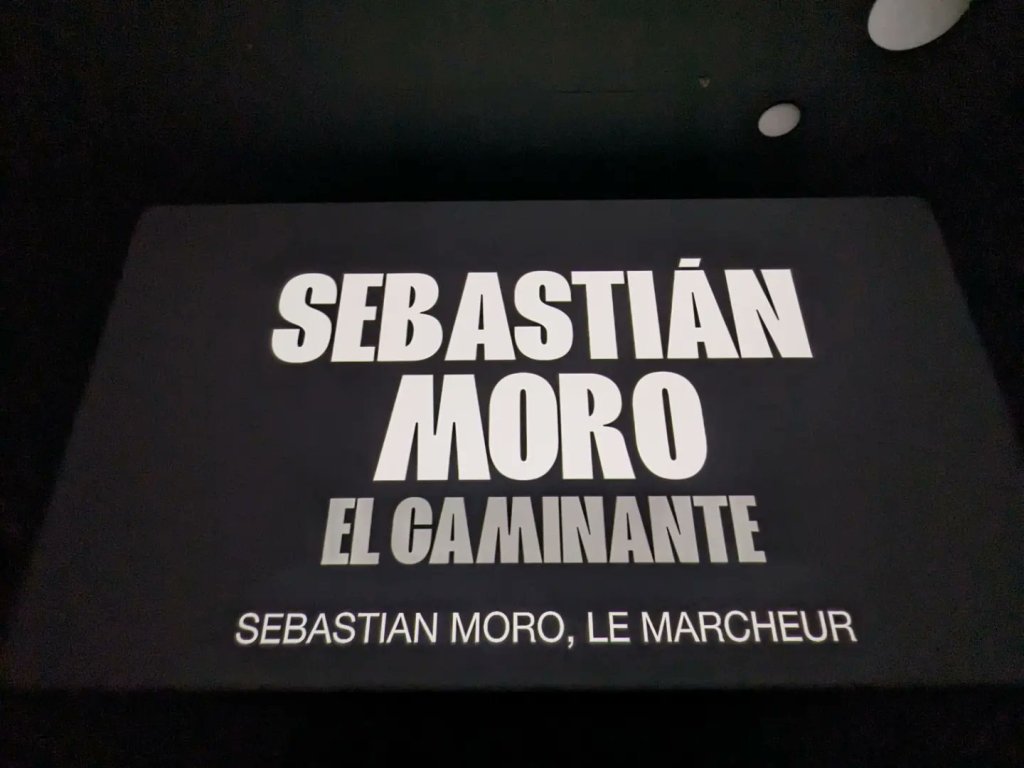 SEBASTIÁN
MORO
EL CAMINANTE
SEBASTIAN MORO, LE MARCHEUR